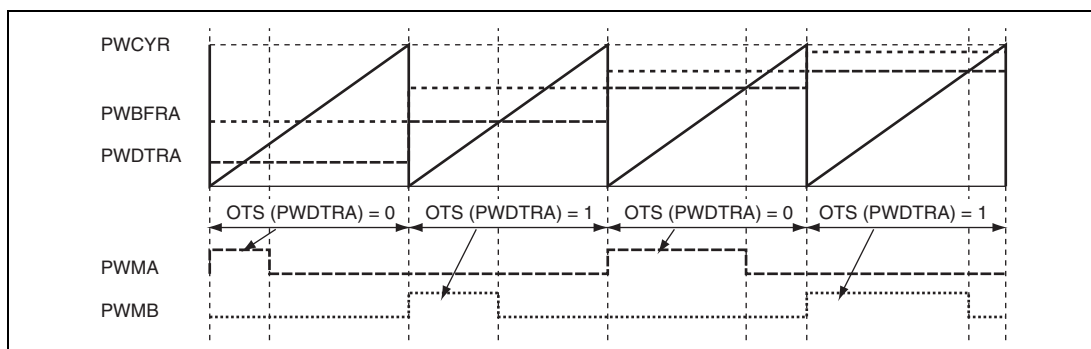 PWCYR
PWBFRA
PWDTRA
OTS (PWDTRA) = 0 OTS (PWDTRA) = 1 OTS (PWDTRA) = 0 OTS (PWDTRA) = 1
PWMA
PWMB